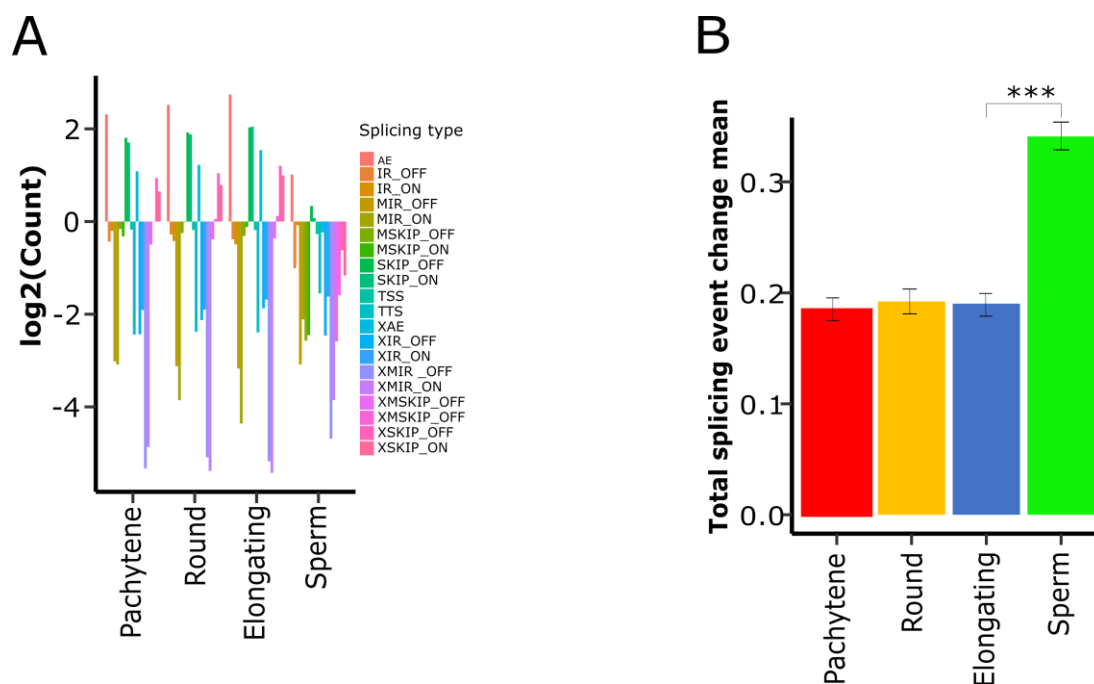 A
log2(Count)
2
0
-2
-4
Pachytene
Round
Elongating
Sperm
Splicing type
AE
IR_OFF
IR_ON
MIR_OFF
MIR_ON
MSKIP_OFF
MSKIP_ON
SKIP_OFF
SKIP_ON
TSS
TTS
XAE
XIR_OFF
XIR_ON
XMIR _OFF
XMIR_ON
XMSKIP_OFF
XMSKIP_OFF
XSKIP_OFF
XSKIP_ON
B
Total splicing event change mean
***
0.3
0.2
0.1
0.0
Pachytene
Round
Elongating
Sperm